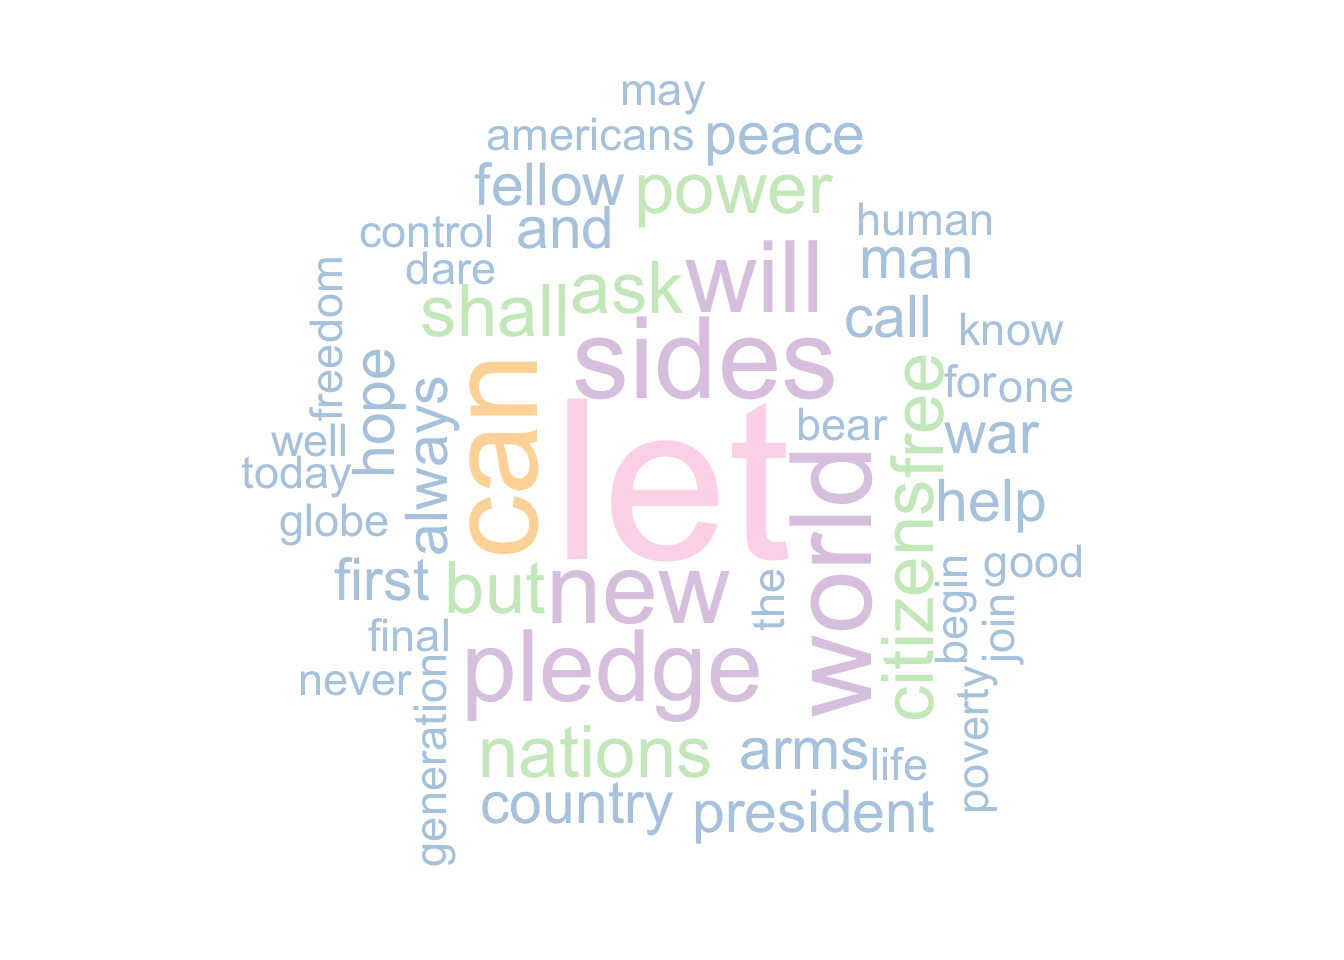 may
americans
peace
fellow
power
control
and
human
dare
man
shall
ask
will
freedom
sides
call
know
hope
always
can
let
world
free
for
one
well
bear
war
today
globe
citizens
help
first
but
new
the
begin
join
good
final
never
pledge
generation
poverty
nations
arms
life
country
president